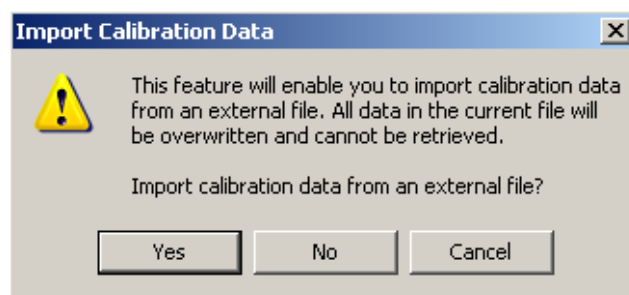 Import Calibration Data
This feature will enable you to import calibration data
from an external file. All data in the current file will
be overwritten and cannot be retrieved.
Import calibration data from an external file?
Yes No Cancel